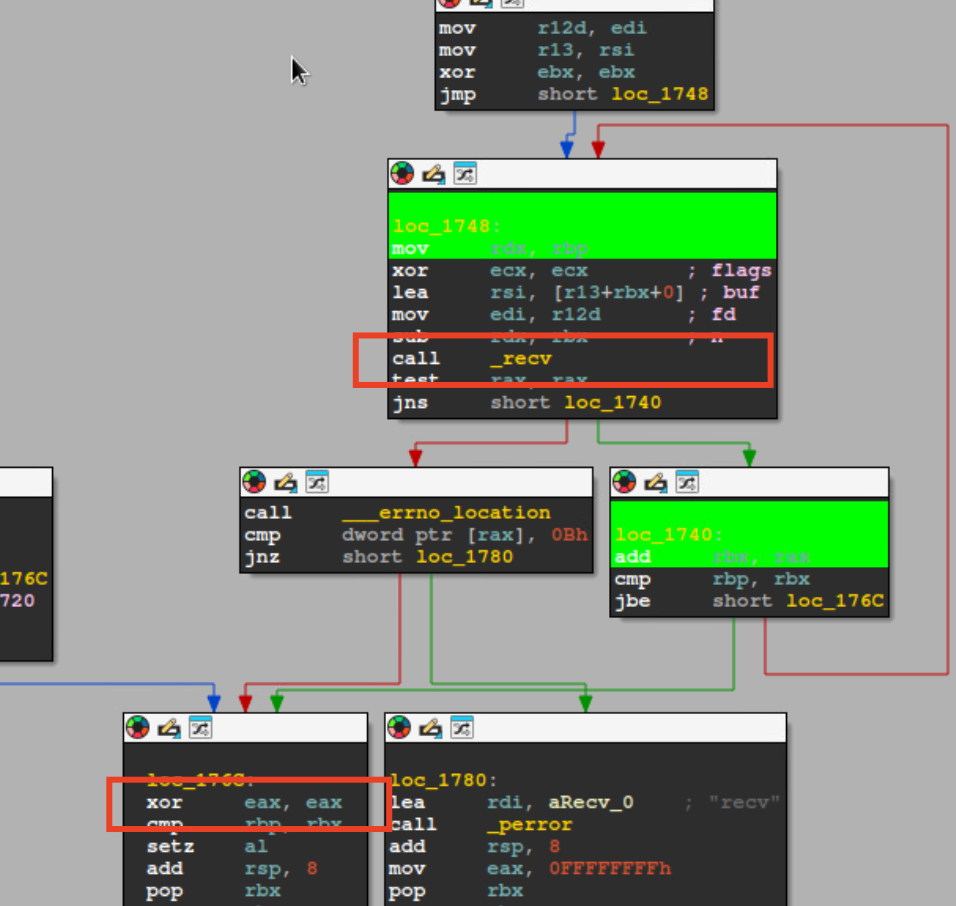 mov r12d, edi
mov r13, rsi
xor ebx, ebx
jmp short loc_1748
loc_1748:
mov rdx, rbp
xor ecx, ecx ; flags
lea rsi, [r13+rbx+0] ; buf
mov edi, r12d ; fd
sub rdx, rbx ; n
call _recv
test rax, rax
jns short loc_1740
176C
720
call ___errno_location
cmp dword ptr [rax], 0Bh
jnz short loc_1780
loc_1740:
add rbx, rax
cmp rbp, rbx
jbe short loc_176C
loc_176C:
xor eax, eax
cmp rbp, rbx
setz al
add rsp, 8
pop rbx
loc_1780:
lea rdi, aRecv_0 ; "recv"
call _perror
add rsp, 8
mov eax, 0FFFFFFFFh
pop rbx